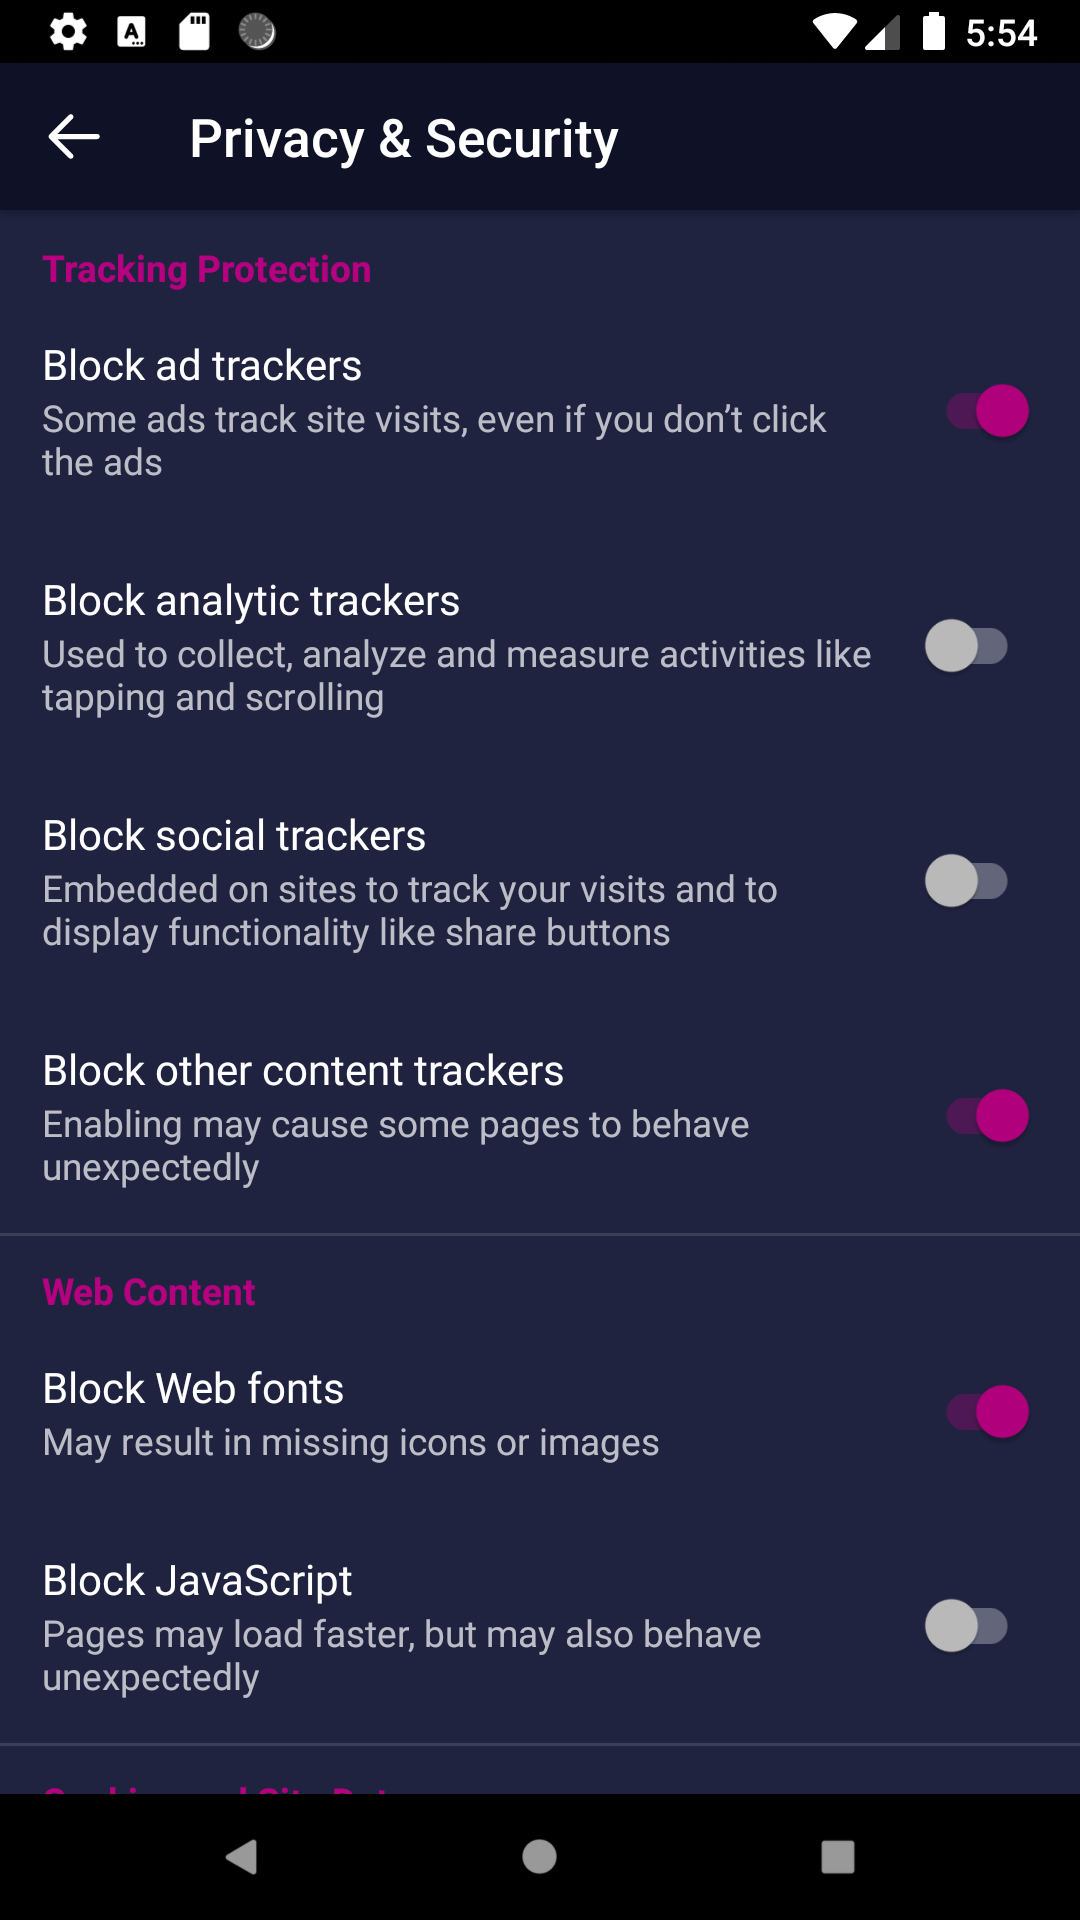 5:54
Privacy & Security
Tracking Protection
Block ad trackers
Some ads track site visits, even if you don’t click
the ads
Block analytic trackers
Used to collect, analyze and measure activities like
tapping and scrolling
Block social trackers
Embedded on sites to track your visits and to
display functionality like share buttons
Block other content trackers
Enabling may cause some pages to behave
unexpectedly
Web Content
Block Web fonts
May result in missing icons or images
Block JavaScript
Pages may load faster, but may also behave
unexpectedly